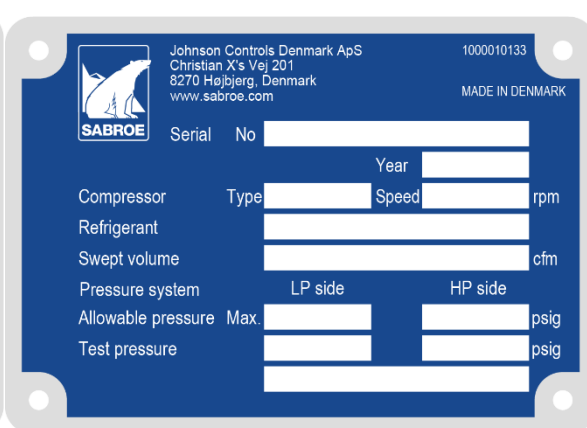 Johnson Controls Denmark ApS 1000010133
Christian X's Vej 201
8270 Højbjerg, Denmark
www.sabroe.com MADE IN DENMARK
SABROE
Serial No
Year
Compressor Type Speed rpm
Refrigerant
Swept volume cfm
Pressure system LP side HP side
Allowable pressure Max. psig
Test pressure psig